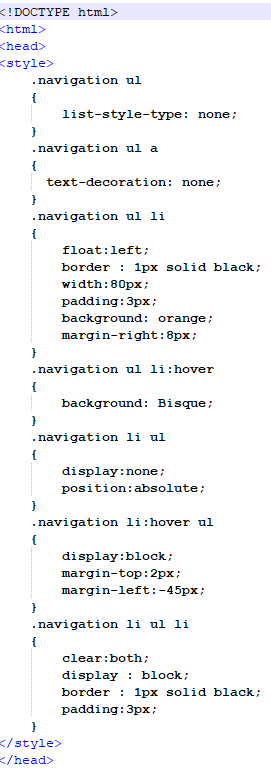 <!DOCTYPE html>
<html>
<head>
<style>
    .navigation ul
    {
        list-style-type: none;
    }
    .navigation ul a
    {
      text-decoration: none;
    }
    .navigation ul li
    {
        float:left;
        border : 1px solid black;
        width:80px;
        padding:3px;
        background: orange;
        margin-right:8px;
    }
    .navigation ul li:hover
    {
        background: Bisque;
    }
    .navigation li ul
    {
        display:none;
        position:absolute;
    }
    .navigation li:hover ul
    {
        display:block;
        margin-top:2px;
        margin-left:-45px;
    }
    .navigation li ul li
    {
        clear:both;
        display : block;
        border : 1px solid black;
        padding:3px;
    }
</style>
</head>